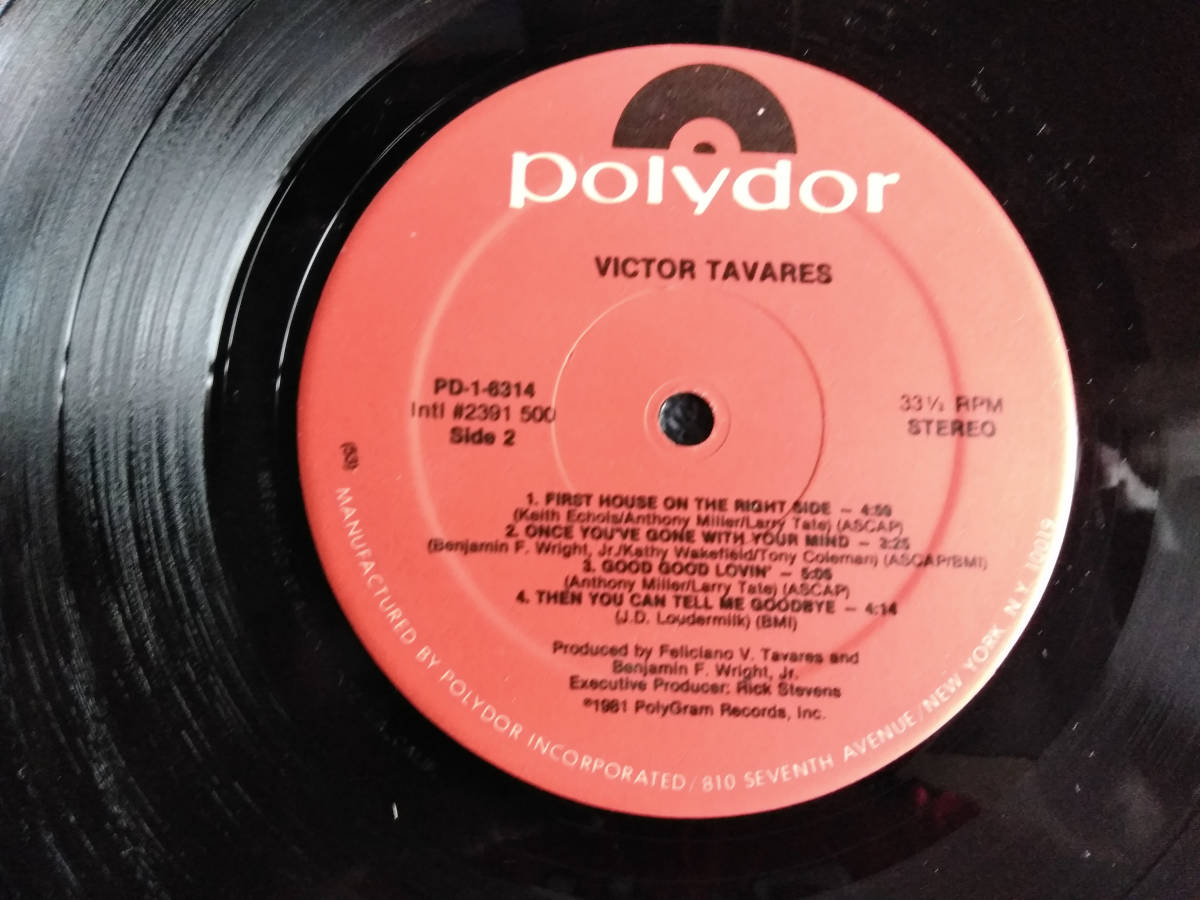 polydor
VICTOR TAVARES
PD-1-6314
Intl #2391 500
Side 2
33⅓ RPM
STEREO
1. FIRST HOUSE ON THE RIGHT SIDE – 4:59
(Keith Echols/Anthony Miller/Larry Tate) (ASCAP)
2. ONCE YOU'VE GONE WITH YOUR MIND – 3:25
(Benjamin F. Wright, Jr./Kathy Wakefield/Tony Coleman) (ASCAP/BMI)
3. GOOD GOOD LOVIN' – 5:05
(Anthony Miller/Larry Tate) (ASCAP)
4. THEN YOU CAN TELL ME GOODBYE – 4:14
(J.D. Loudermilk) (BMI)
Produced by Feliciano V. Tavares and
Benjamin F. Wright, Jr.
Executive Producer: Rick Stevens
℗1981 PolyGram Records, Inc.
(53) MANUFACTURED BY POLYDOR INCORPORATED/810 SEVENTH AVENUE/NEW YORK N.Y. 10019